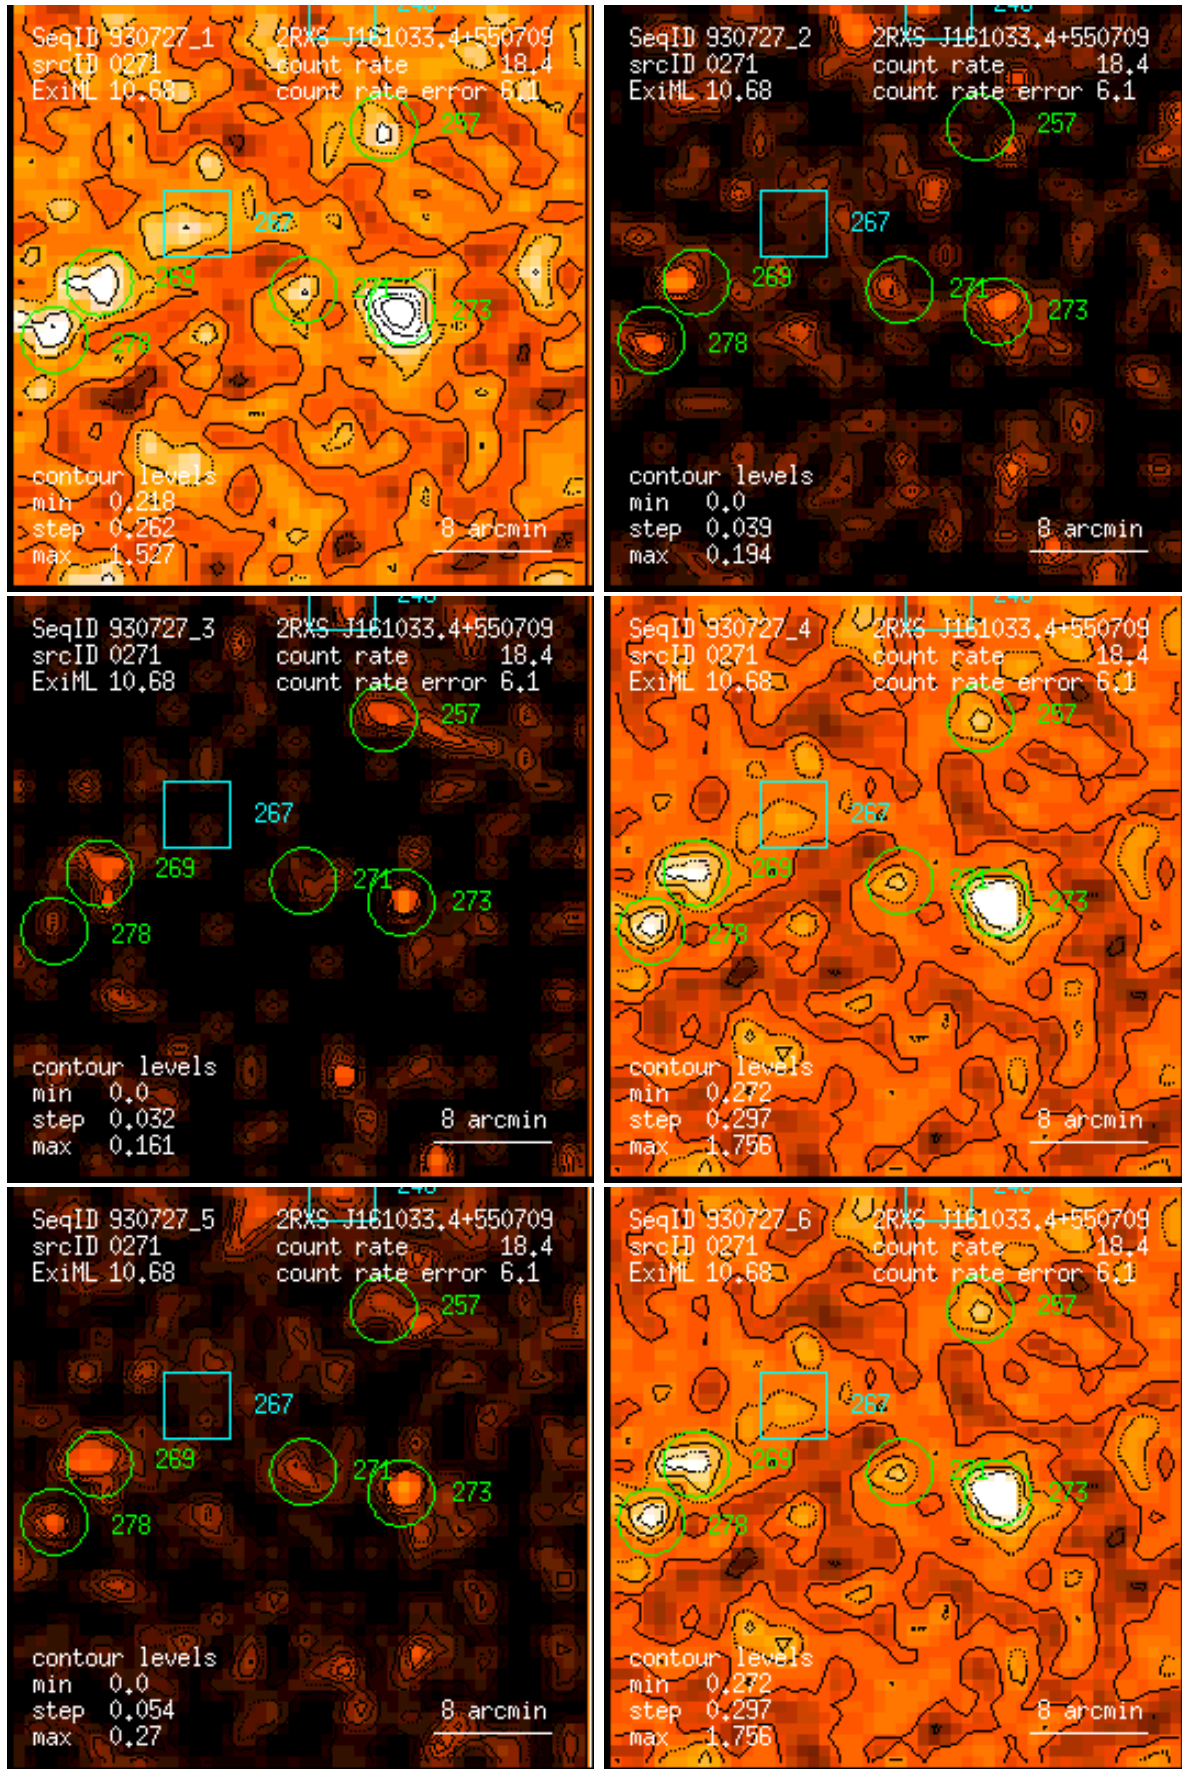 248
SeqID 930727_1 2RXS J161033.4+550709
srcID 0271 count rate 18.4
ExiML 10.68 count rate error 6.1
257
267
269
271
273
278
contour levels
min 0.218
step 0.262 8 arcmin
max 1.527
SeqID 930727_2 2RXS J161033.4+550709
srcID 0271 count rate 18.4
ExiML 10.68 count rate error 6.1
257
267
269
271
273
278
contour levels
min 0.0
step 0.039 8 arcmin
max 0.194
SeqID 930727_3 2RXS J161033.4+550709
srcID 0271 count rate 18.4
ExiML 10.68 count rate error 6.1
257
267
269
271
273
278
contour levels
min 0.0
step 0.032 8 arcmin
max 0.161
SeqID 930727_4 2RXS J161033.4+550709
srcID 0271 count rate 18.4
ExiML 10.68 count rate error 6.1
257
267
269
271
273
278
contour levels
min 0.272
step 0.297 8 arcmin
max 1.756
SeqID 930727_5 2RXS J161033.4+550709
srcID 0271 count rate 18.4
ExiML 10.68 count rate error 6.1
257
267
269
271
273
278
contour levels
min 0.0
step 0.054 8 arcmin
max 0.27
SeqID 930727_6 2RXS J161033.4+550709
srcID 0271 count rate 18.4
ExiML 10.68 count rate error 6.1
257
267
269
271
273
278
contour levels
min 0.272
step 0.297 8 arcmin
max 1.756